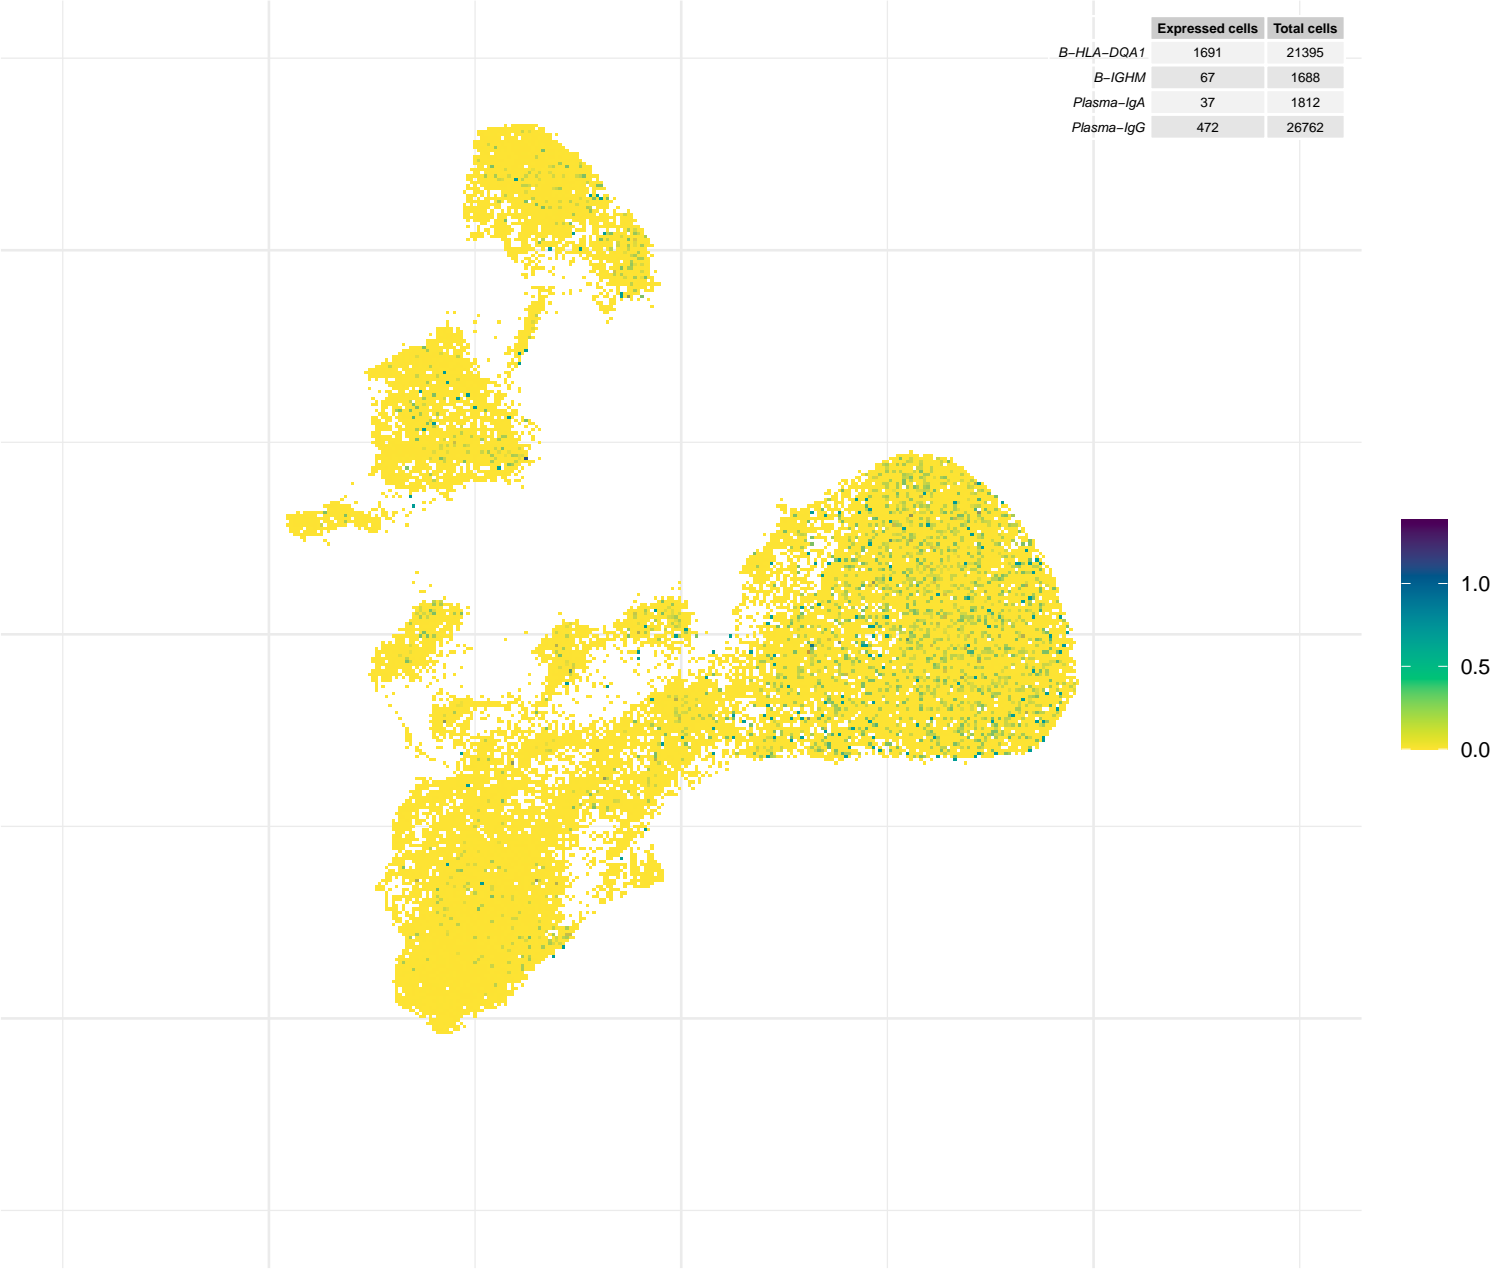 Expressed cells Total cells
B−HLA−DQA1 1691 21395
B−IGHM 67 1688
Plasma−IgA 37 1812
Plasma−IgG 472 26762
1.0
0.5
0.0